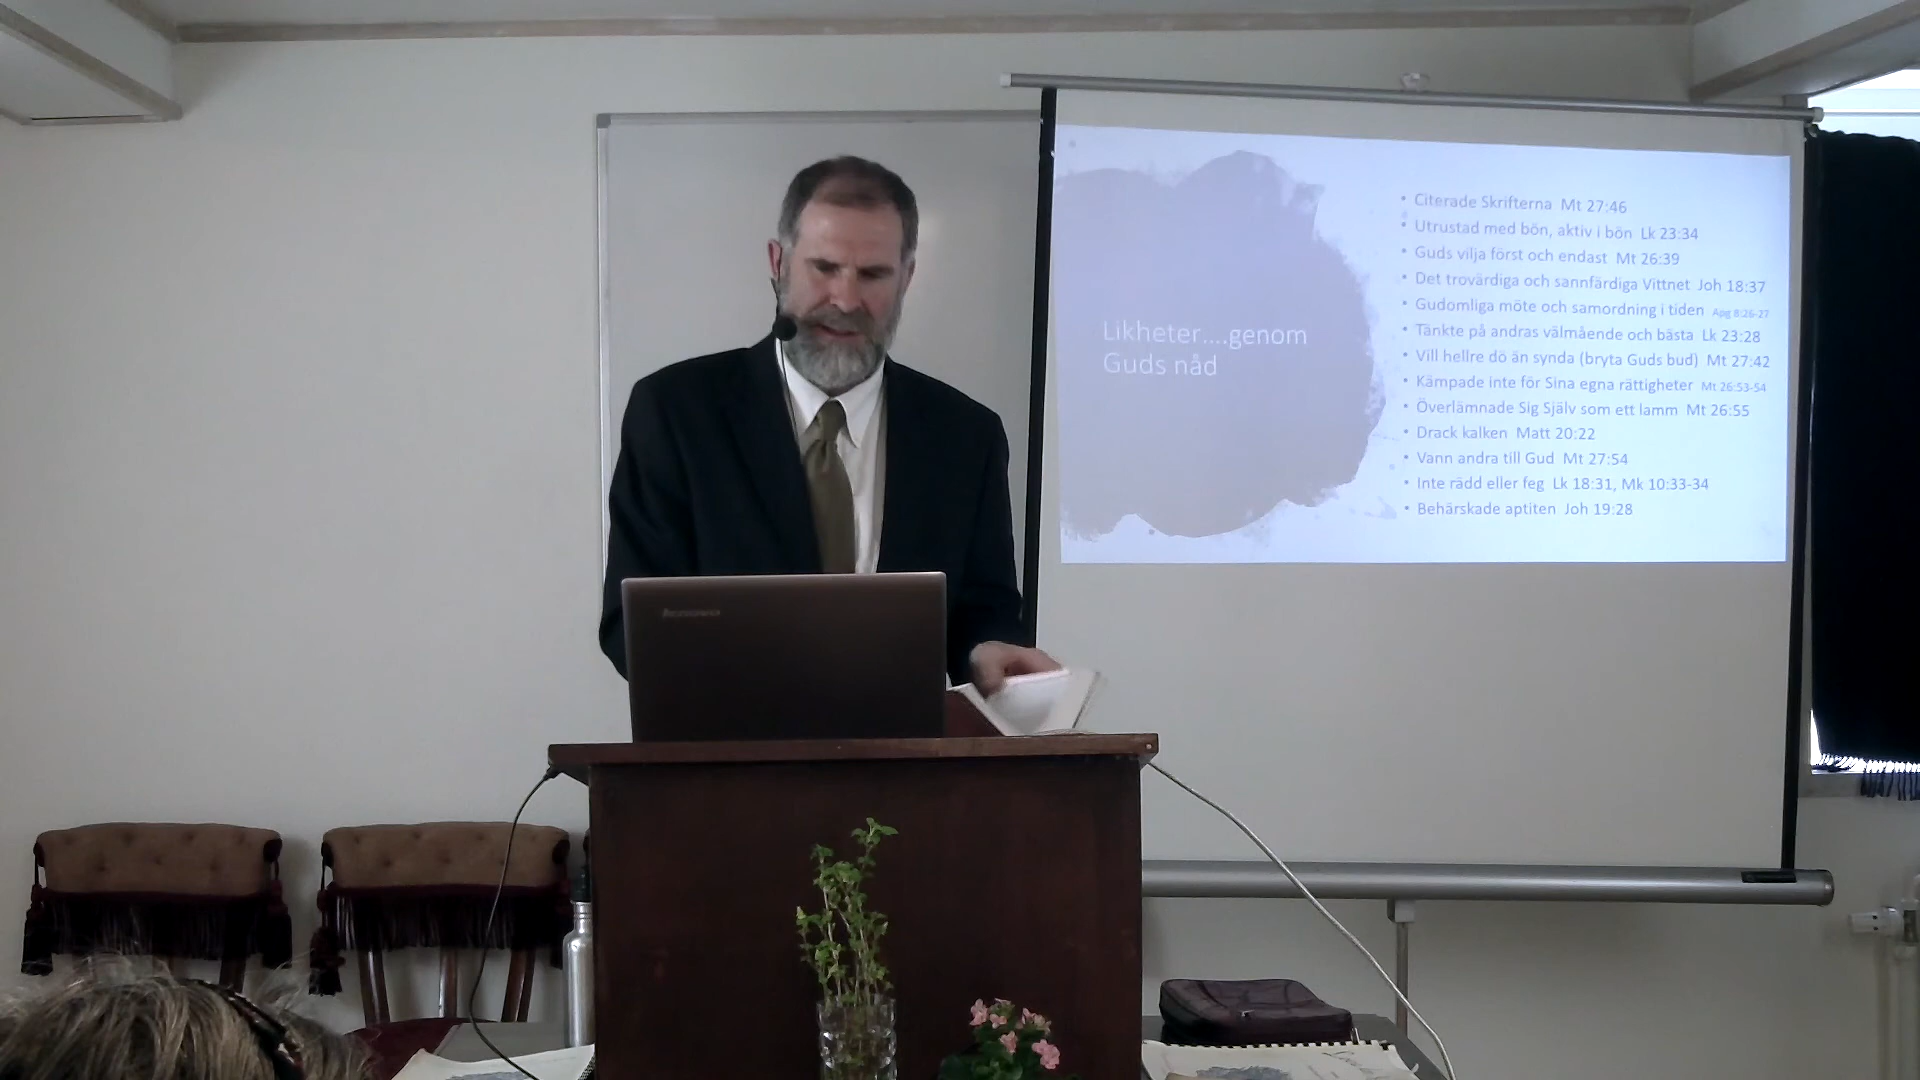 lenovo
Likheter....genom
Guds nåd
• Citerade Skrifterna Mt 27:46
• Utrustad med bön, aktiv i bön Lk 23:34
• Guds vilja först och endast Mt 26:39
• Det trovärdiga och sannfärdiga Vittnet Joh 18:37
• Gudomliga möte och samordning i tiden Apg 8:26-27
• Tänkte på andras välmående och bästa Lk 23:28
• Vill hellre dö än synda (bryta Guds bud) Mt 27:42
• Kämpade inte för Sina egna rättigheter Mt 26:53-54
• Överlämnade Sig Själv som ett lamm Mt 26:55
• Drack kalken Matt 20:22
• Vann andra till Gud Mt 27:54
• Inte rädd eller feg Lk 18:31, Mk 10:33-34
• Behärskade aptiten Joh 19:28